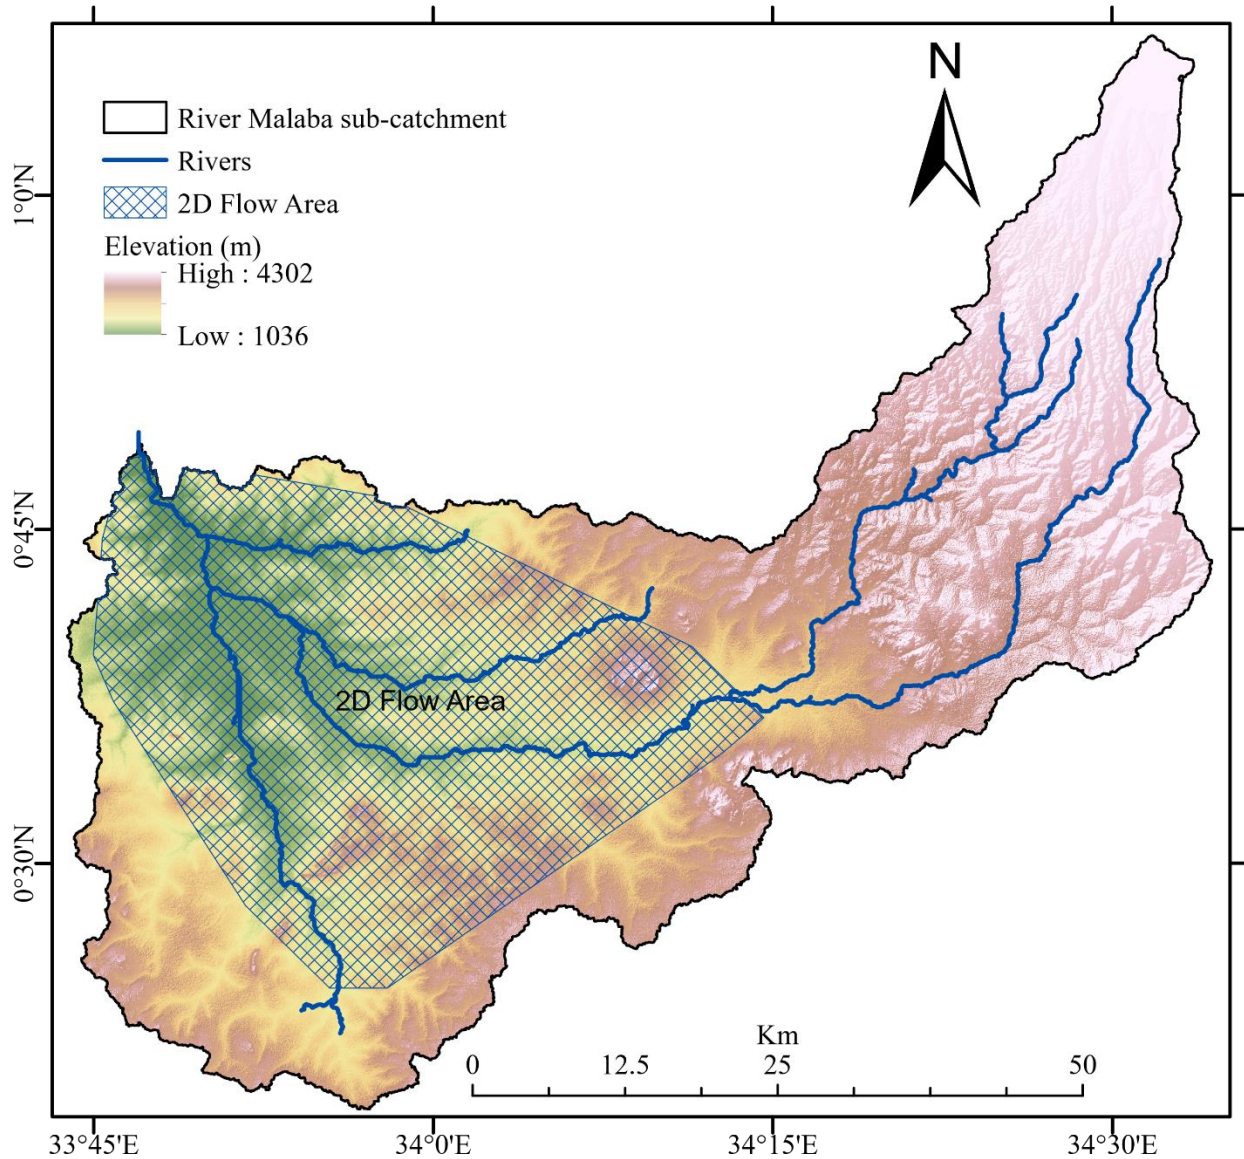 N
River Malaba sub-catchment
Rivers
2D Flow Area
Elevation (m)
High : 4302
Low : 1036
1°0'N
0°45'N
0°30'N
2D Flow Area
Km
0 12.5 25 50
33°45'E 34°0'E 34°15'E 34°30'E